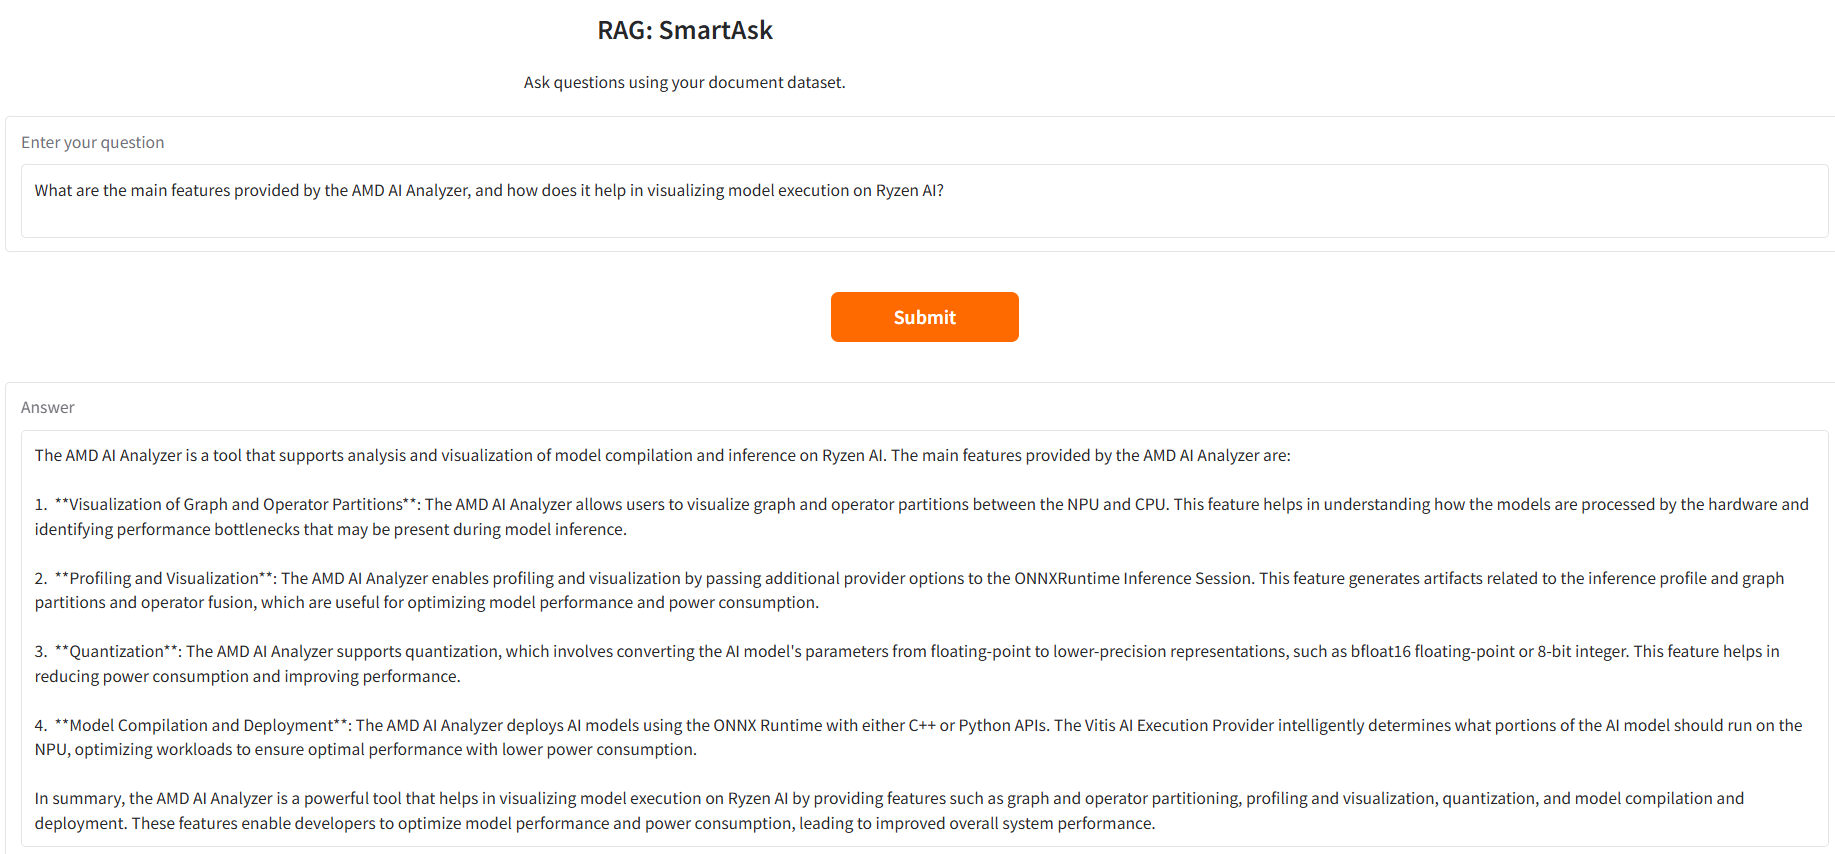 RAG: SmartAsk
Ask questions using your document dataset.
Enter your question
What are the main features provided by the AMD AI Analyzer, and how does it help in visualizing model execution on Ryzen AI?
Submit
Answer
The AMD AI Analyzer is a tool that supports analysis and visualization of model compilation and inference on Ryzen AI. The main features provided by the AMD AI Analyzer are:
1.  **Visualization of Graph and Operator Partitions**: The AMD AI Analyzer allows users to visualize graph and operator partitions between the NPU and CPU. This feature helps in understanding how the models are processed by the hardware and
identifying performance bottlenecks that may be present during model inference.
2.  **Profiling and Visualization**: The AMD AI Analyzer enables profiling and visualization by passing additional provider options to the ONNXRuntime Inference Session. This feature generates artifacts related to the inference profile and graph
partitions and operator fusion, which are useful for optimizing model performance and power consumption.
3.  **Quantization**: The AMD AI Analyzer supports quantization, which involves converting the AI model's parameters from floating-point to lower-precision representations, such as bfloat16 floating-point or 8-bit integer. This feature helps in
reducing power consumption and improving performance.
4.  **Model Compilation and Deployment**: The AMD AI Analyzer deploys AI models using the ONNX Runtime with either C++ or Python APIs. The Vitis AI Execution Provider intelligently determines what portions of the AI model should run on the
NPU, optimizing workloads to ensure optimal performance with lower power consumption.
In summary, the AMD AI Analyzer is a powerful tool that helps in visualizing model execution on Ryzen AI by providing features such as graph and operator partitioning, profiling and visualization, quantization, and model compilation and
deployment. These features enable developers to optimize model performance and power consumption, leading to improved overall system performance.